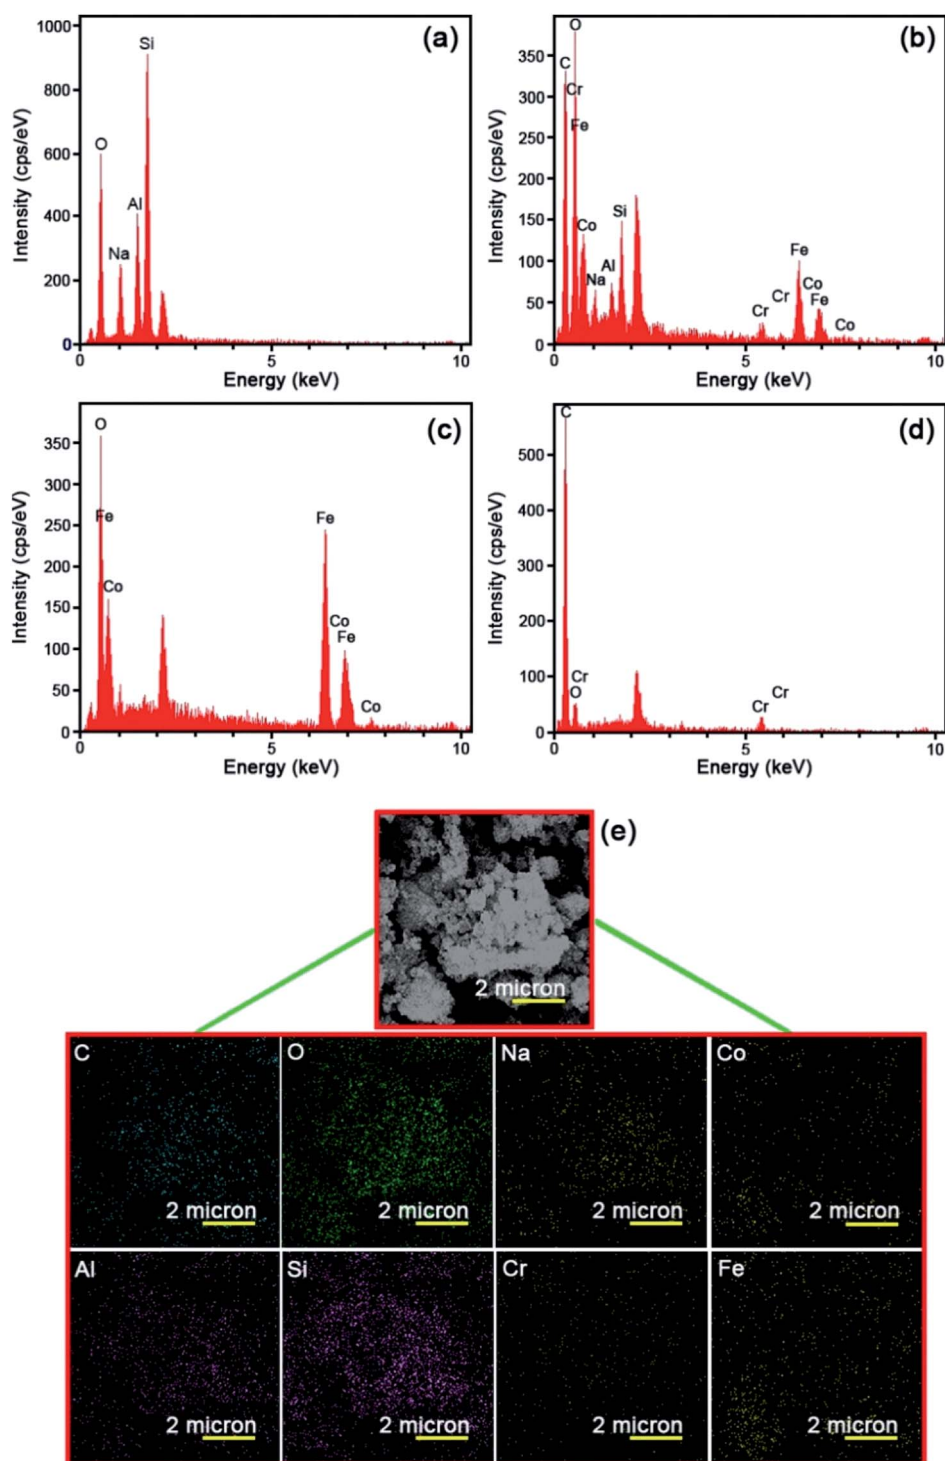 (a)
Intensity (cps/eV)
1000
800
600
400
200
0
O
Na
Al
Si
0
5
10
Energy (keV)
(b)
Intensity (cps/eV)
350
300
250
200
150
100
50
0
O
C
Cr
Fe
Co
Na
Al
Si
Cr
Cr
Fe
Co
Fe
Co
0
5
10
Energy (keV)
(c)
Intensity (cps/eV)
350
300
250
200
150
100
50
0
O
Fe
Co
Fe
Co
Fe
Co
0
5
10
Energy (keV)
(d)
Intensity (cps/eV)
500
400
300
200
100
0
C
Cr
O
Cr
Cr
0
5
10
Energy (keV)
(e)
2 micron
C
2 micron
O
2 micron
Na
2 micron
Co
2 micron
Al
2 micron
Si
2 micron
Cr
2 micron
Fe
2 micron